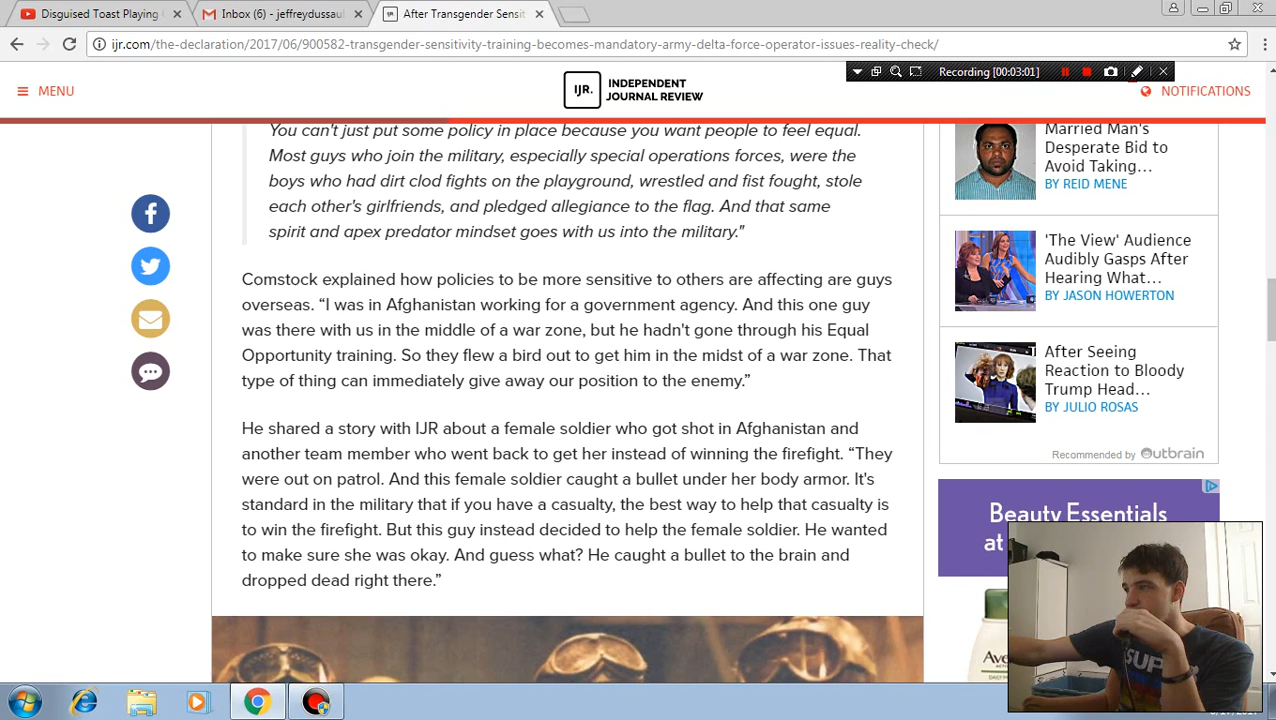 Disguised Toast Playing
Inbox (6) - jeffreydussau
After Transgender Sensit
ijr.com/the-declaration/2017/06/900582-transgender-sensitivity-training-becomes-mandatory-army-delta-force-operator-issues-reality-check/
Recording [00:03:01]
MENU
IJR.
INDEPENDENT
JOURNAL REVIEW
NOTIFICATIONS
You can't just put some policy in place because you want people to feel equal.
Most guys who join the military, especially special operations forces, were the
boys who had dirt clod fights on the playground, wrestled and fist fought, stole
each other's girlfriends, and pledged allegiance to the flag. And that same
spirit and apex predator mindset goes with us into the military."
Comstock explained how policies to be more sensitive to others are affecting are guys
overseas. “I was in Afghanistan working for a government agency. And this one guy
was there with us in the middle of a war zone, but he hadn't gone through his Equal
Opportunity training. So they flew a bird out to get him in the midst of a war zone. That
type of thing can immediately give away our position to the enemy.”
He shared a story with IJR about a female soldier who got shot in Afghanistan and
another team member who went back to get her instead of winning the firefight. “They
were out on patrol. And this female soldier caught a bullet under her body armor. It's
standard in the military that if you have a casualty, the best way to help that casualty is
to win the firefight. But this guy instead decided to help the female soldier. He wanted
to make sure she was okay. And guess what? He caught a bullet to the brain and
dropped dead right there.”
Married Man's
Desperate Bid to
Avoid Taking...
BY REID MENE
'The View' Audience
Audibly Gasps After
Hearing What...
BY JASON HOWERTON
After Seeing
Reaction to Bloody
Trump Head...
BY JULIO ROSAS
Recommended by Outbrain
Beauty Essentials
at
Ave
SUP